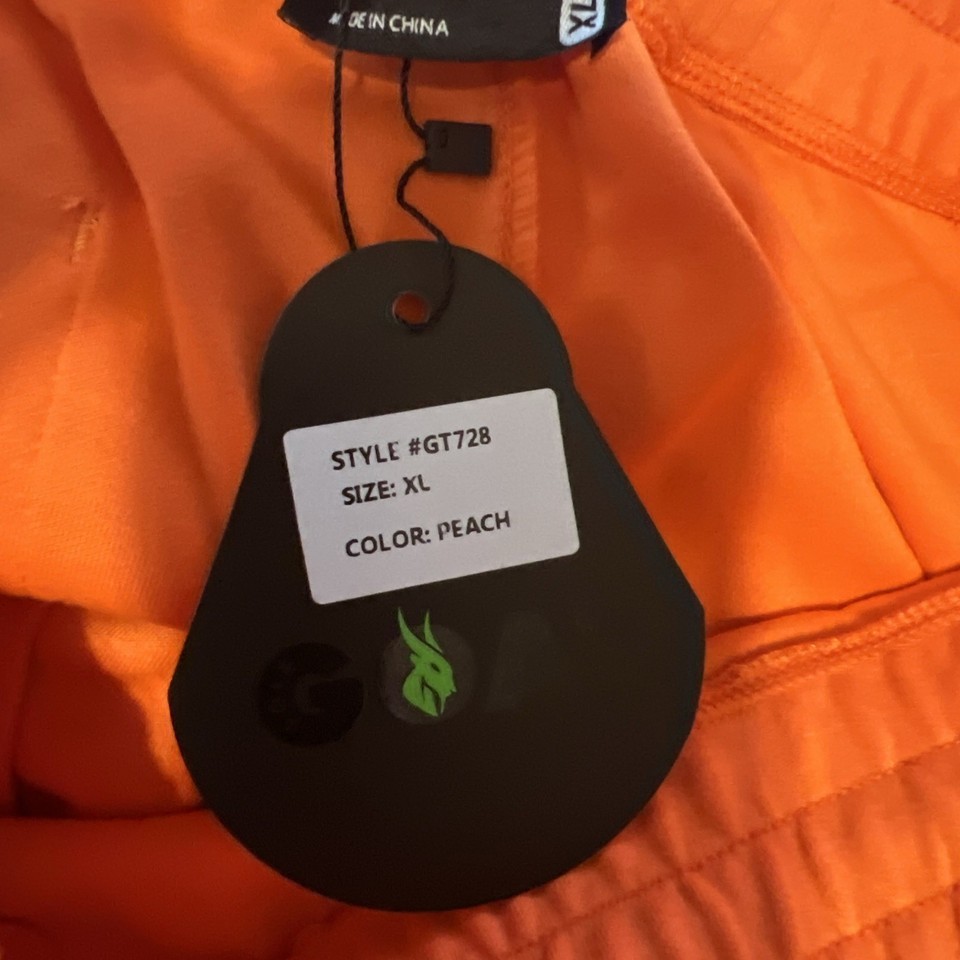 MADE IN CHINA
XL
STYLE #GT728
SIZE: XL
COLOR: PEACH
G